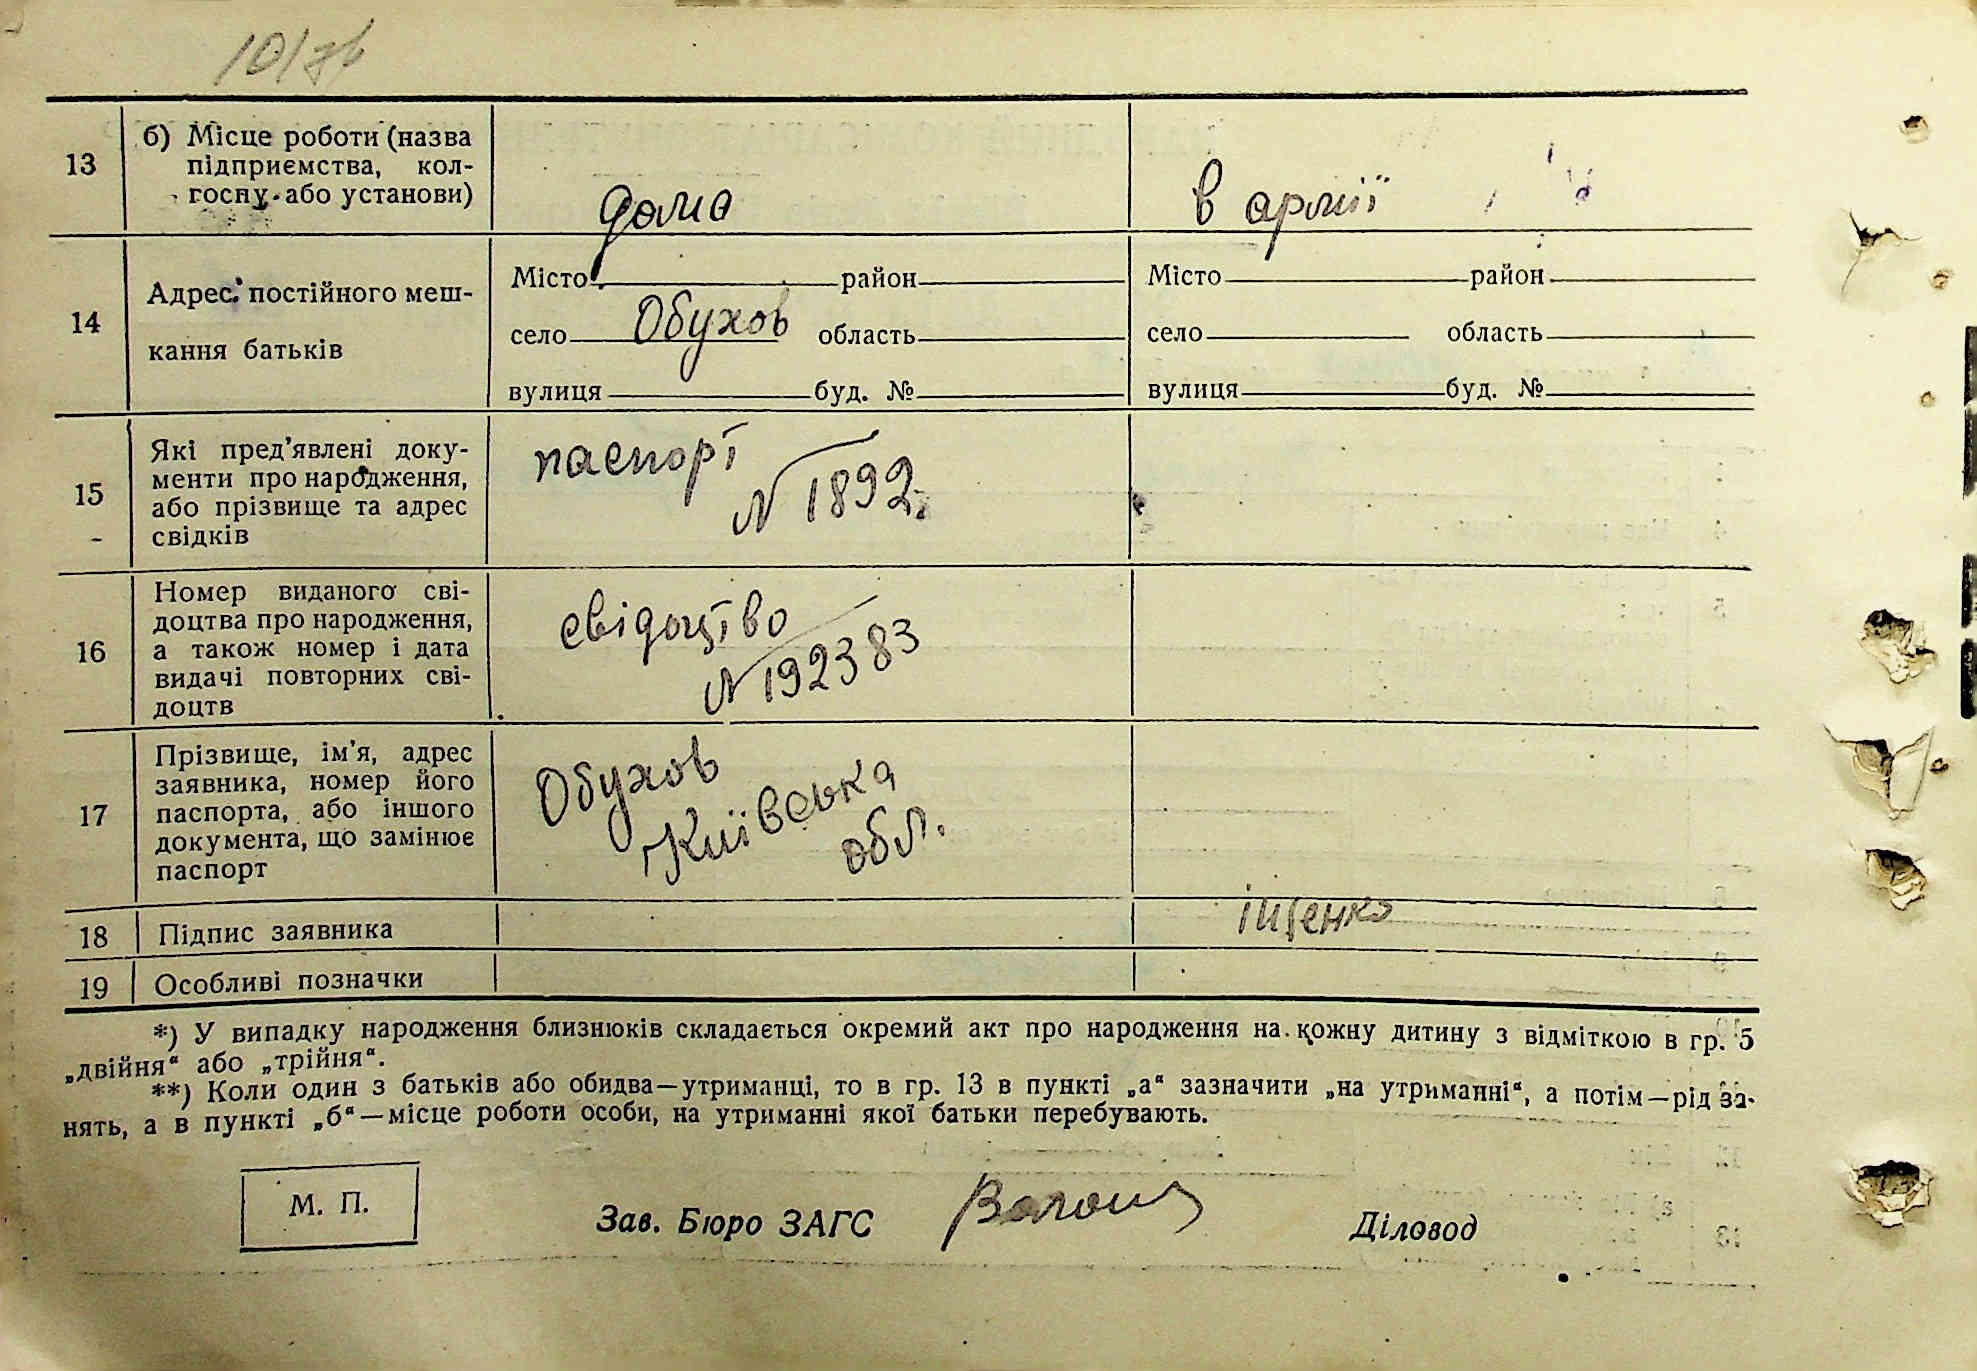 13
б) Місце роботи (назва
підприємства, кол-
госпу або установи)
дома
в армії
14
Адрес постійного меш-
кання батьків
Місто район
село Обухов область
вулиця буд. №
Місто район
село область
вулиця буд. №
15
Які пред'явлені доку-
менти про народження,
або прізвище та адрес
свідків
паспорт
N 1892
16
Номер виданого сві-
доцтва про народження,
а також номер і дата
видачі повторних сві-
доцтв
свідоцтво
N 192383
17
Прізвище, ім'я, адрес
заявника, номер його
паспорта, або іншого
документа, що замінює
паспорт
Обухов
Київська
обл.
18
Підпис заявника
іщенко
19
Особливі позначки
*) У випадку народження близнюків складається окремий акт про народження на кожну дитину з відміткою в гр. 5
„двійня“ або „трійня“.
**) Коли один з батьків або обидва—утриманці, то в гр. 13 в пункті „а“ зазначити „на утриманні“, а потім—рід за-
нять, а в пункті „б“—місце роботи особи, на утриманні якої батьки перебувають.
М. П.
Зав. Бюро ЗАГС
Діловод